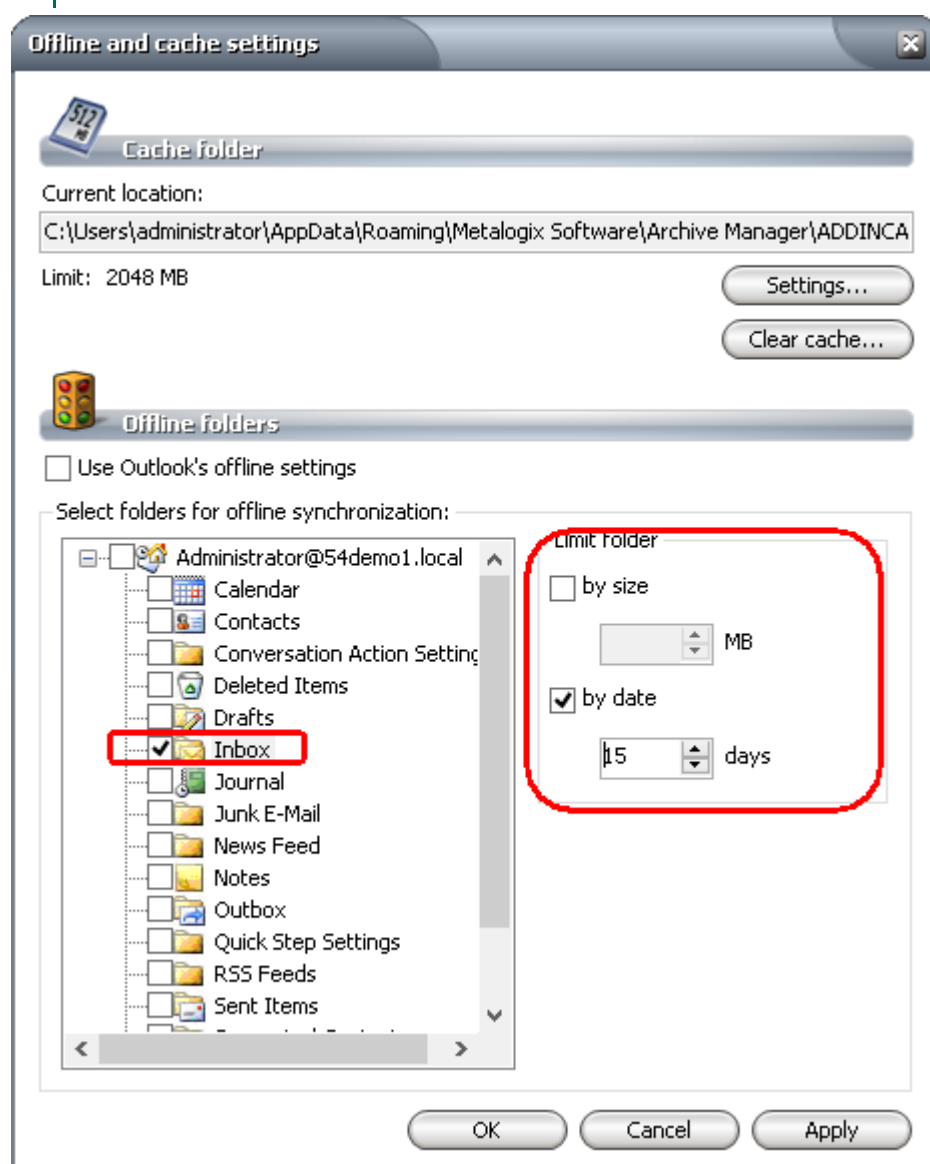 Offline and cache settings
512
MB
Cache folder
Current location:
C:\Users\administrator\AppData\Roaming\Metalogix Software\Archive Manager\ADDINCA
Limit: 2048 MB
Settings...
Clear cache...
Offline folders
Use Outlook's offline settings
Select folders for offline synchronization:
Administrator@54demo1.local
Calendar
Contacts
Conversation Action Setting
Deleted Items
Drafts
Inbox
Journal
Junk E-Mail
News Feed
Notes
Outbox
Quick Step Settings
RSS Feeds
Sent Items
Limit folder
by size
MB
by date
15 days
OK Cancel Apply